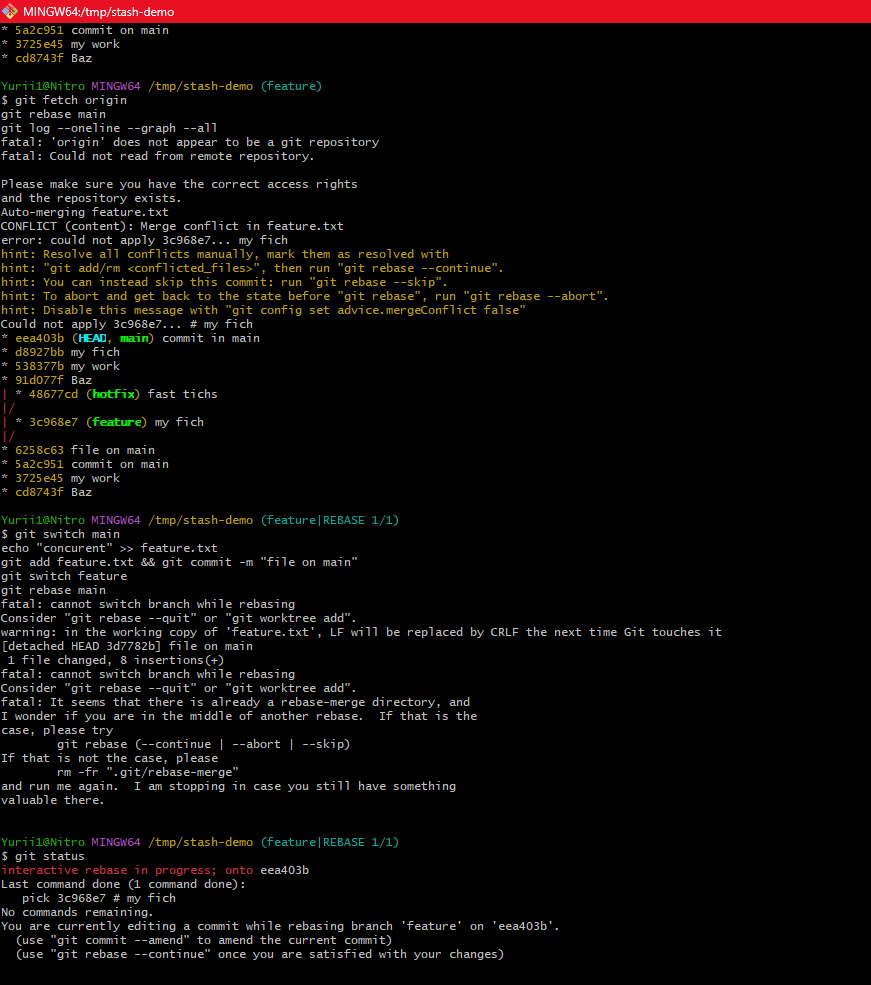 MINGW64:/tmp/stash-demo
* 5a2c951 commit on main
* 3725e45 my work
* cd8743f Baz
Yurii1@Nitro MINGW64 /tmp/stash-demo (feature)
$ git fetch origin
git rebase main
git log --oneline --graph --all
fatal: 'origin' does not appear to be a git repository
fatal: Could not read from remote repository.
Please make sure you have the correct access rights
and the repository exists.
Auto-merging feature.txt
CONFLICT (content): Merge conflict in feature.txt
error: could not apply 3c968e7... my fich
hint: Resolve all conflicts manually, mark them as resolved with
hint: "git add/rm <conflicted_files>", then run "git rebase --continue".
hint: You can instead skip this commit: run "git rebase --skip".
hint: To abort and get back to the state before "git rebase", run "git rebase --abort".
hint: Disable this message with "git config set advice.mergeConflict false"
Could not apply 3c968e7... # my fich
* eea403b (HEAD, main) commit in main
* d8927bb my fich
* 538377b my work
* 91d077f Baz
| * 48677cd (hotfix) fast tichs
|/
| * 3c968e7 (feature) my fich
|/
* 6258c63 file on main
* 5a2c951 commit on main
* 3725e45 my work
* cd8743f Baz
Yurii1@Nitro MINGW64 /tmp/stash-demo (feature|REBASE 1/1)
$ git switch main
echo "concurent" >> feature.txt
git add feature.txt && git commit -m "file on main"
git switch feature
git rebase main
fatal: cannot switch branch while rebasing
Consider "git rebase --quit" or "git worktree add".
warning: in the working copy of 'feature.txt', LF will be replaced by CRLF the next time Git touches it
[detached HEAD 3d7782b] file on main
1 file changed, 8 insertions(+)
fatal: cannot switch branch while rebasing
Consider "git rebase --quit" or "git worktree add".
fatal: It seems that there is already a rebase-merge directory, and
I wonder if you are in the middle of another rebase.  If that is the
case, please try
git rebase (--continue | --abort | --skip)
If that is not the case, please
rm -fr ".git/rebase-merge"
and run me again.  I am stopping in case you still have something
valuable there.
Yurii1@Nitro MINGW64 /tmp/stash-demo (feature|REBASE 1/1)
$ git status
interactive rebase in progress; onto eea403b
Last command done (1 command done):
pick 3c968e7 # my fich
No commands remaining.
You are currently editing a commit while rebasing branch 'feature' on 'eea403b'.
(use "git commit --amend" to amend the current commit)
(use "git rebase --continue" once you are satisfied with your changes)